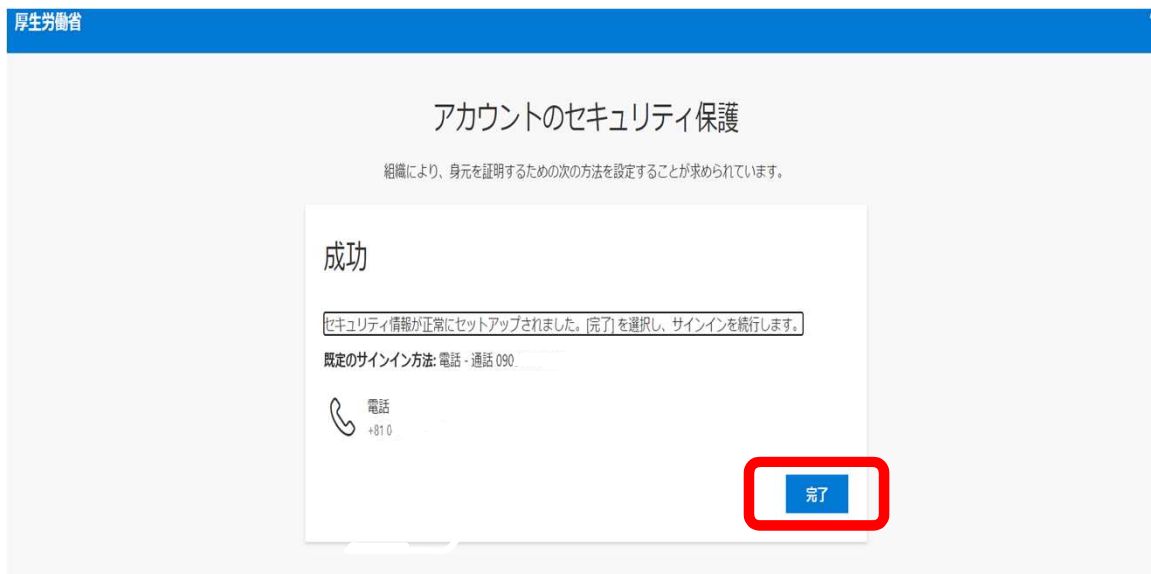 厚生労働省
アカウントのセキュリティ保護
組織により、身元を証明するための次の方法を設定することが求められています。
成功
セキュリティ情報が正常にセットアップされました。[完了] を選択し、サインインを続行します。
既定のサインイン方法: 電話 - 通話 090
電話
+81 0
完了